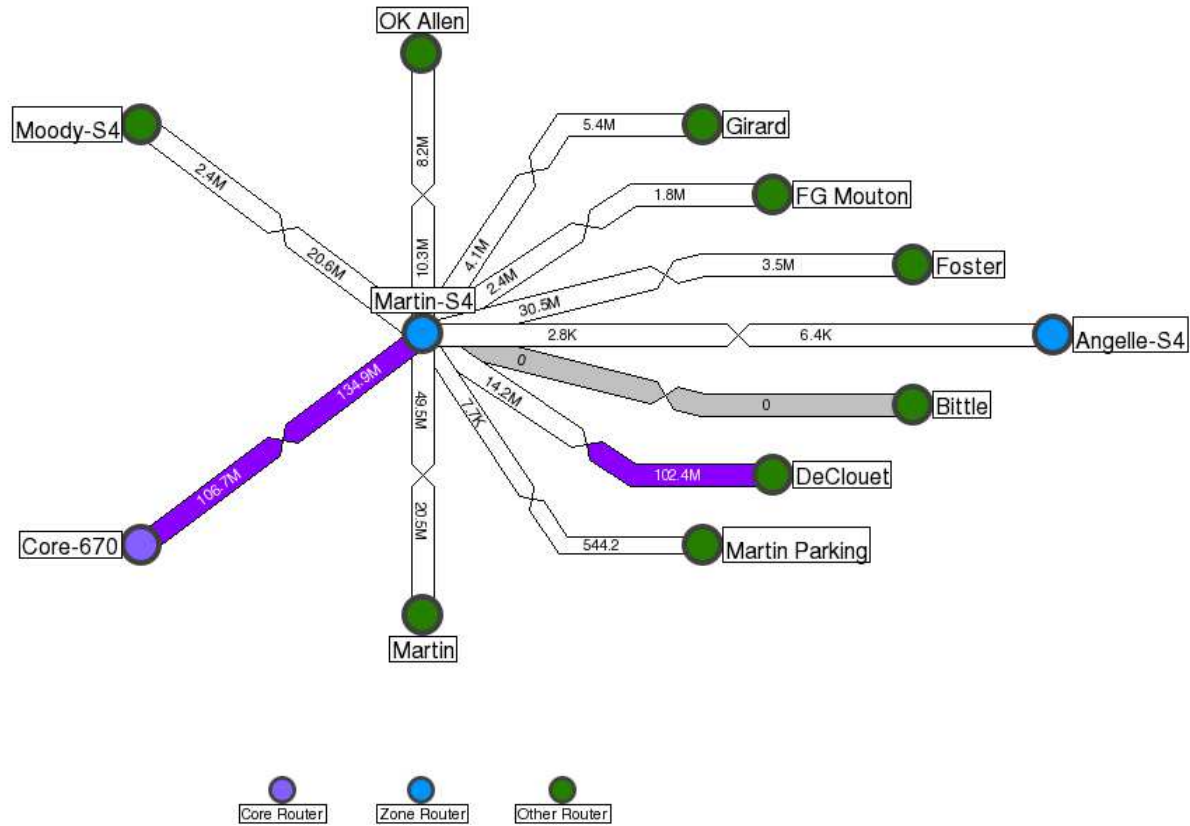 OK Allen
Moody-S4
Girard
5.4M
8.2M
2.4M
FG Mouton
1.8M
4.1M
20.6M
10.3M
2.4M
Foster
3.5M
30.5M
Martin-S4
2.8K
6.4K
Angelle-S4
0
134.9M
14.2M
49.5M
7.7K
0
Bittle
106.7M
102.4M
DeClouet
20.5M
Core-670
544.2
Martin Parking
Martin
Core Router
Zone Router
Other Router